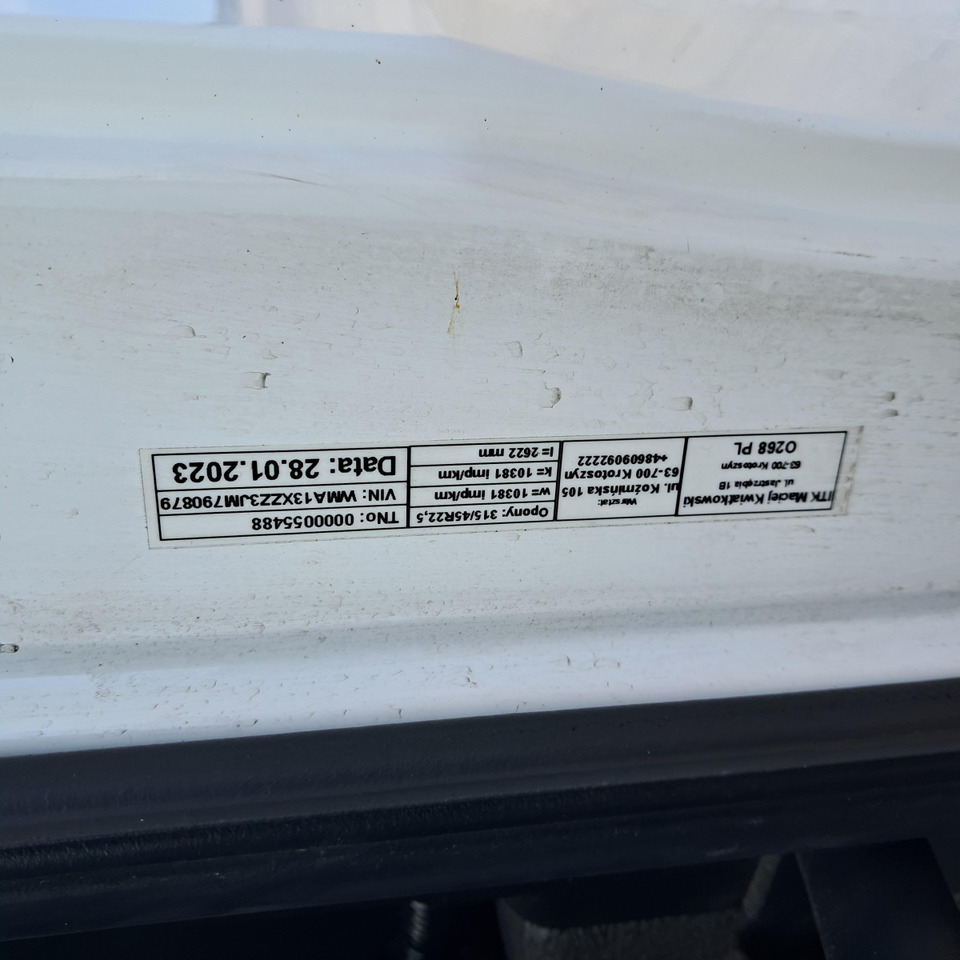 ITK Maciej Kwiatkowski
ul. Jastrzębia 1B
63-700 Krotoszyn
0268 PL
Warsztat:
ul. Koźmińska 105
63-700 Krotoszyn
+48609092222
Opony: 315/45R22,5
w= 10381 imp/km
k= 10381 imp/km
l= 2622 mm
TNo: 0000055488
VIN: WMA13XZZ3JM790879
Data: 28.01.2023